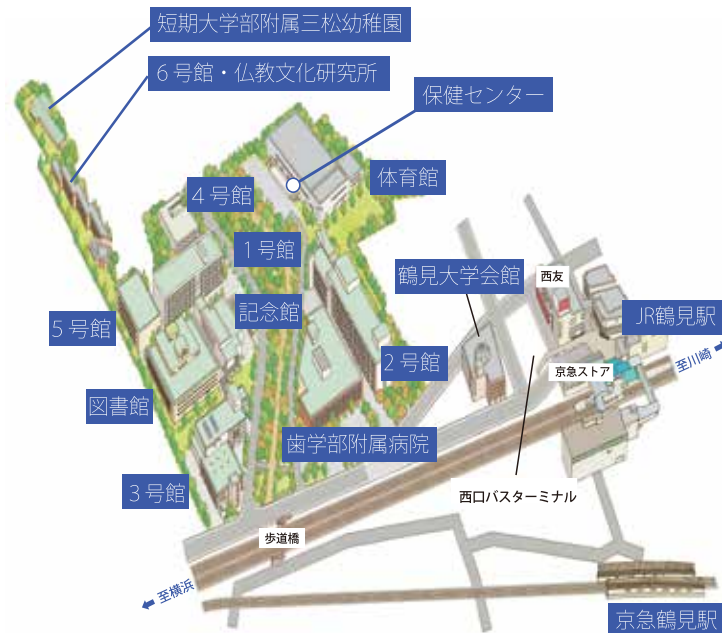 短期大学部附属三松幼稚園
６号館・仏教文化研究所
保健センター
体育館
４号館
１号館
鶴見大学会館
西友
記念館
JR鶴見駅
５号館
２号館
至川崎
京急ストア
図書館
歯学部附属病院
３号館
西口バスターミナル
歩道橋
至横浜
京急鶴見駅